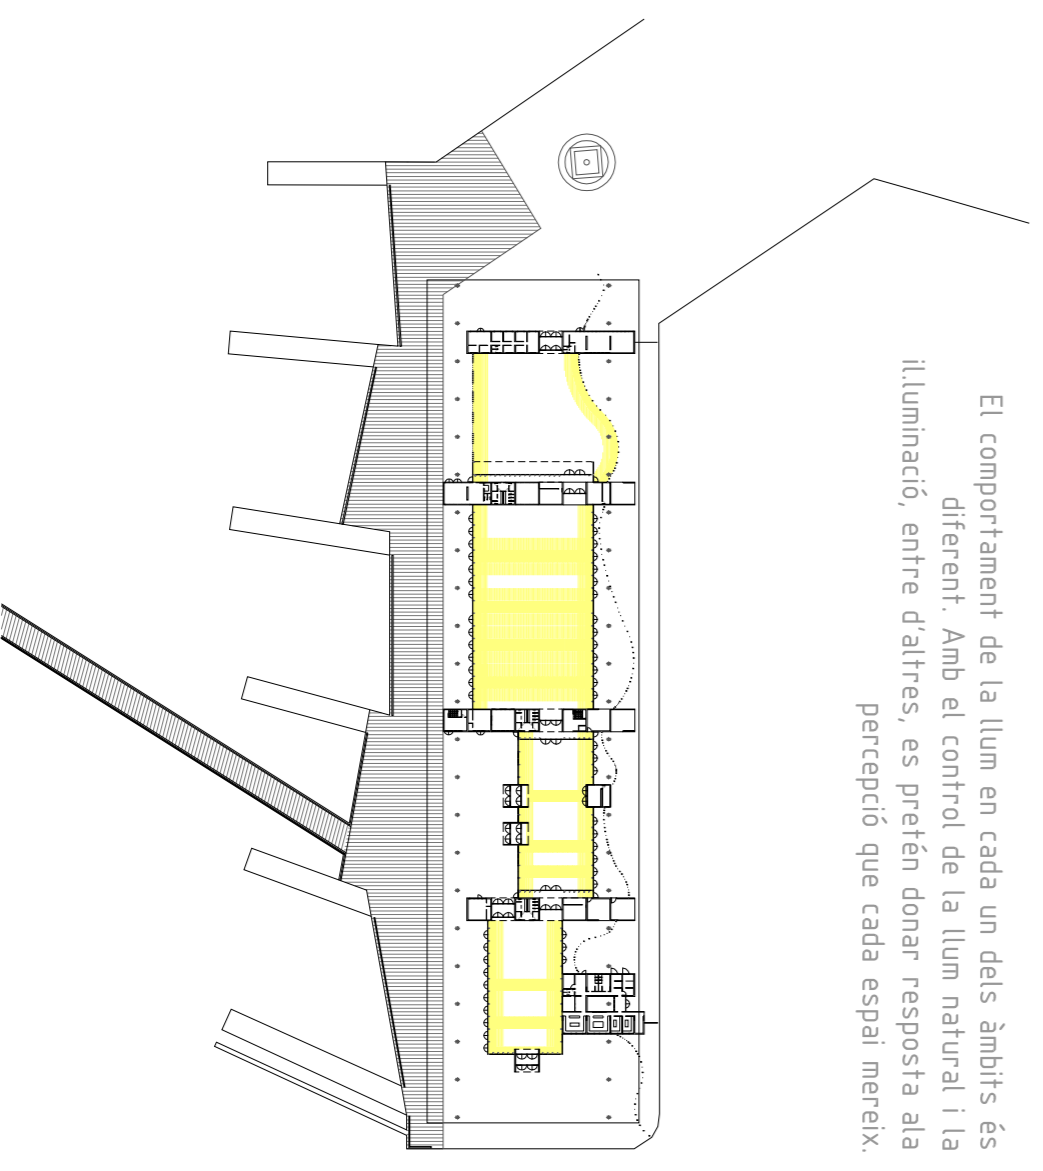 El comportament de la llum en cada un dels àmbits és
diferent. Amb el control de la llum natural i la
il.luminació, entre d'altres, es pretén donar resposta ala
percepció que cada espai mereix.